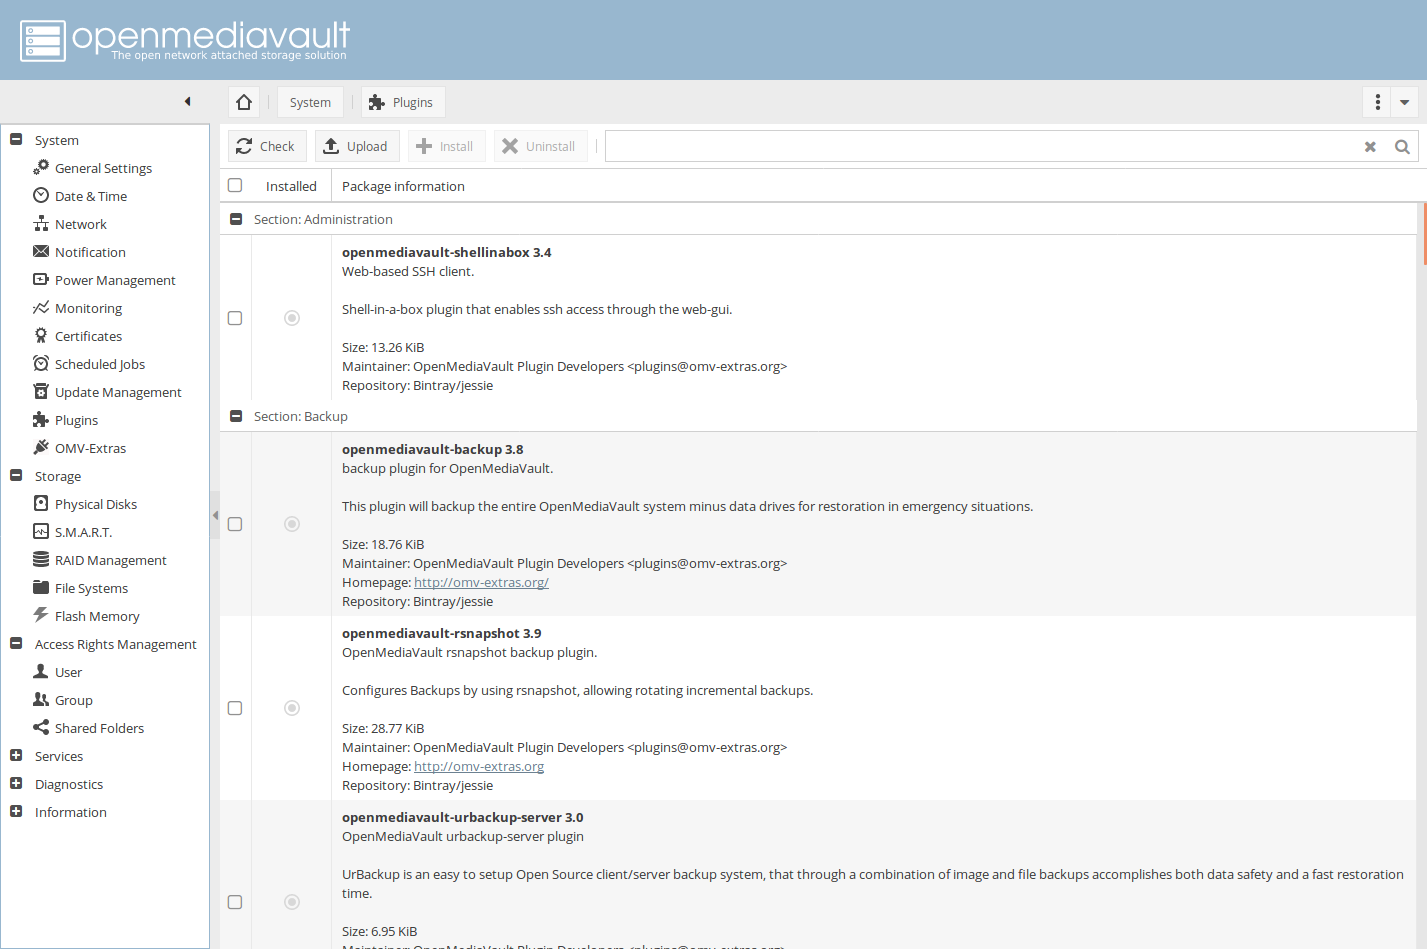 openmediavault
The open network attached storage solution
System
Plugins
System
General Settings
Date & Time
Network
Notification
Power Management
Monitoring
Certificates
Scheduled Jobs
Update Management
Plugins
OMV-Extras
Storage
Physical Disks
S.M.A.R.T.
RAID Management
File Systems
Flash Memory
Access Rights Management
User
Group
Shared Folders
Services
Diagnostics
Information
Check
Upload
Install
Uninstall
Installed
Package information
Section: Administration
openmediavault-shellinabox 3.4
Web-based SSH client.
Shell-in-a-box plugin that enables ssh access through the web-gui.
Size: 13.26 KiB
Maintainer: OpenMediaVault Plugin Developers <plugins@omv-extras.org>
Repository: Bintray/jessie
Section: Backup
openmediavault-backup 3.8
backup plugin for OpenMediaVault.
This plugin will backup the entire OpenMediaVault system minus data drives for restoration in emergency situations.
Size: 18.76 KiB
Maintainer: OpenMediaVault Plugin Developers <plugins@omv-extras.org>
Homepage: http://omv-extras.org/
Repository: Bintray/jessie
openmediavault-rsnapshot 3.9
OpenMediaVault rsnapshot backup plugin.
Configures Backups by using rsnapshot, allowing rotating incremental backups.
Size: 28.77 KiB
Maintainer: OpenMediaVault Plugin Developers <plugins@omv-extras.org>
Homepage: http://omv-extras.org
Repository: Bintray/jessie
openmediavault-urbackup-server 3.0
OpenMediaVault urbackup-server plugin
UrBackup is an easy to setup Open Source client/server backup system, that through a combination of image and file backups accomplishes both data safety and a fast restoration
time.
Size: 6.95 KiB
Maintainer: OpenMediaVault Plugin Developers <plugins@omv-extras.org>